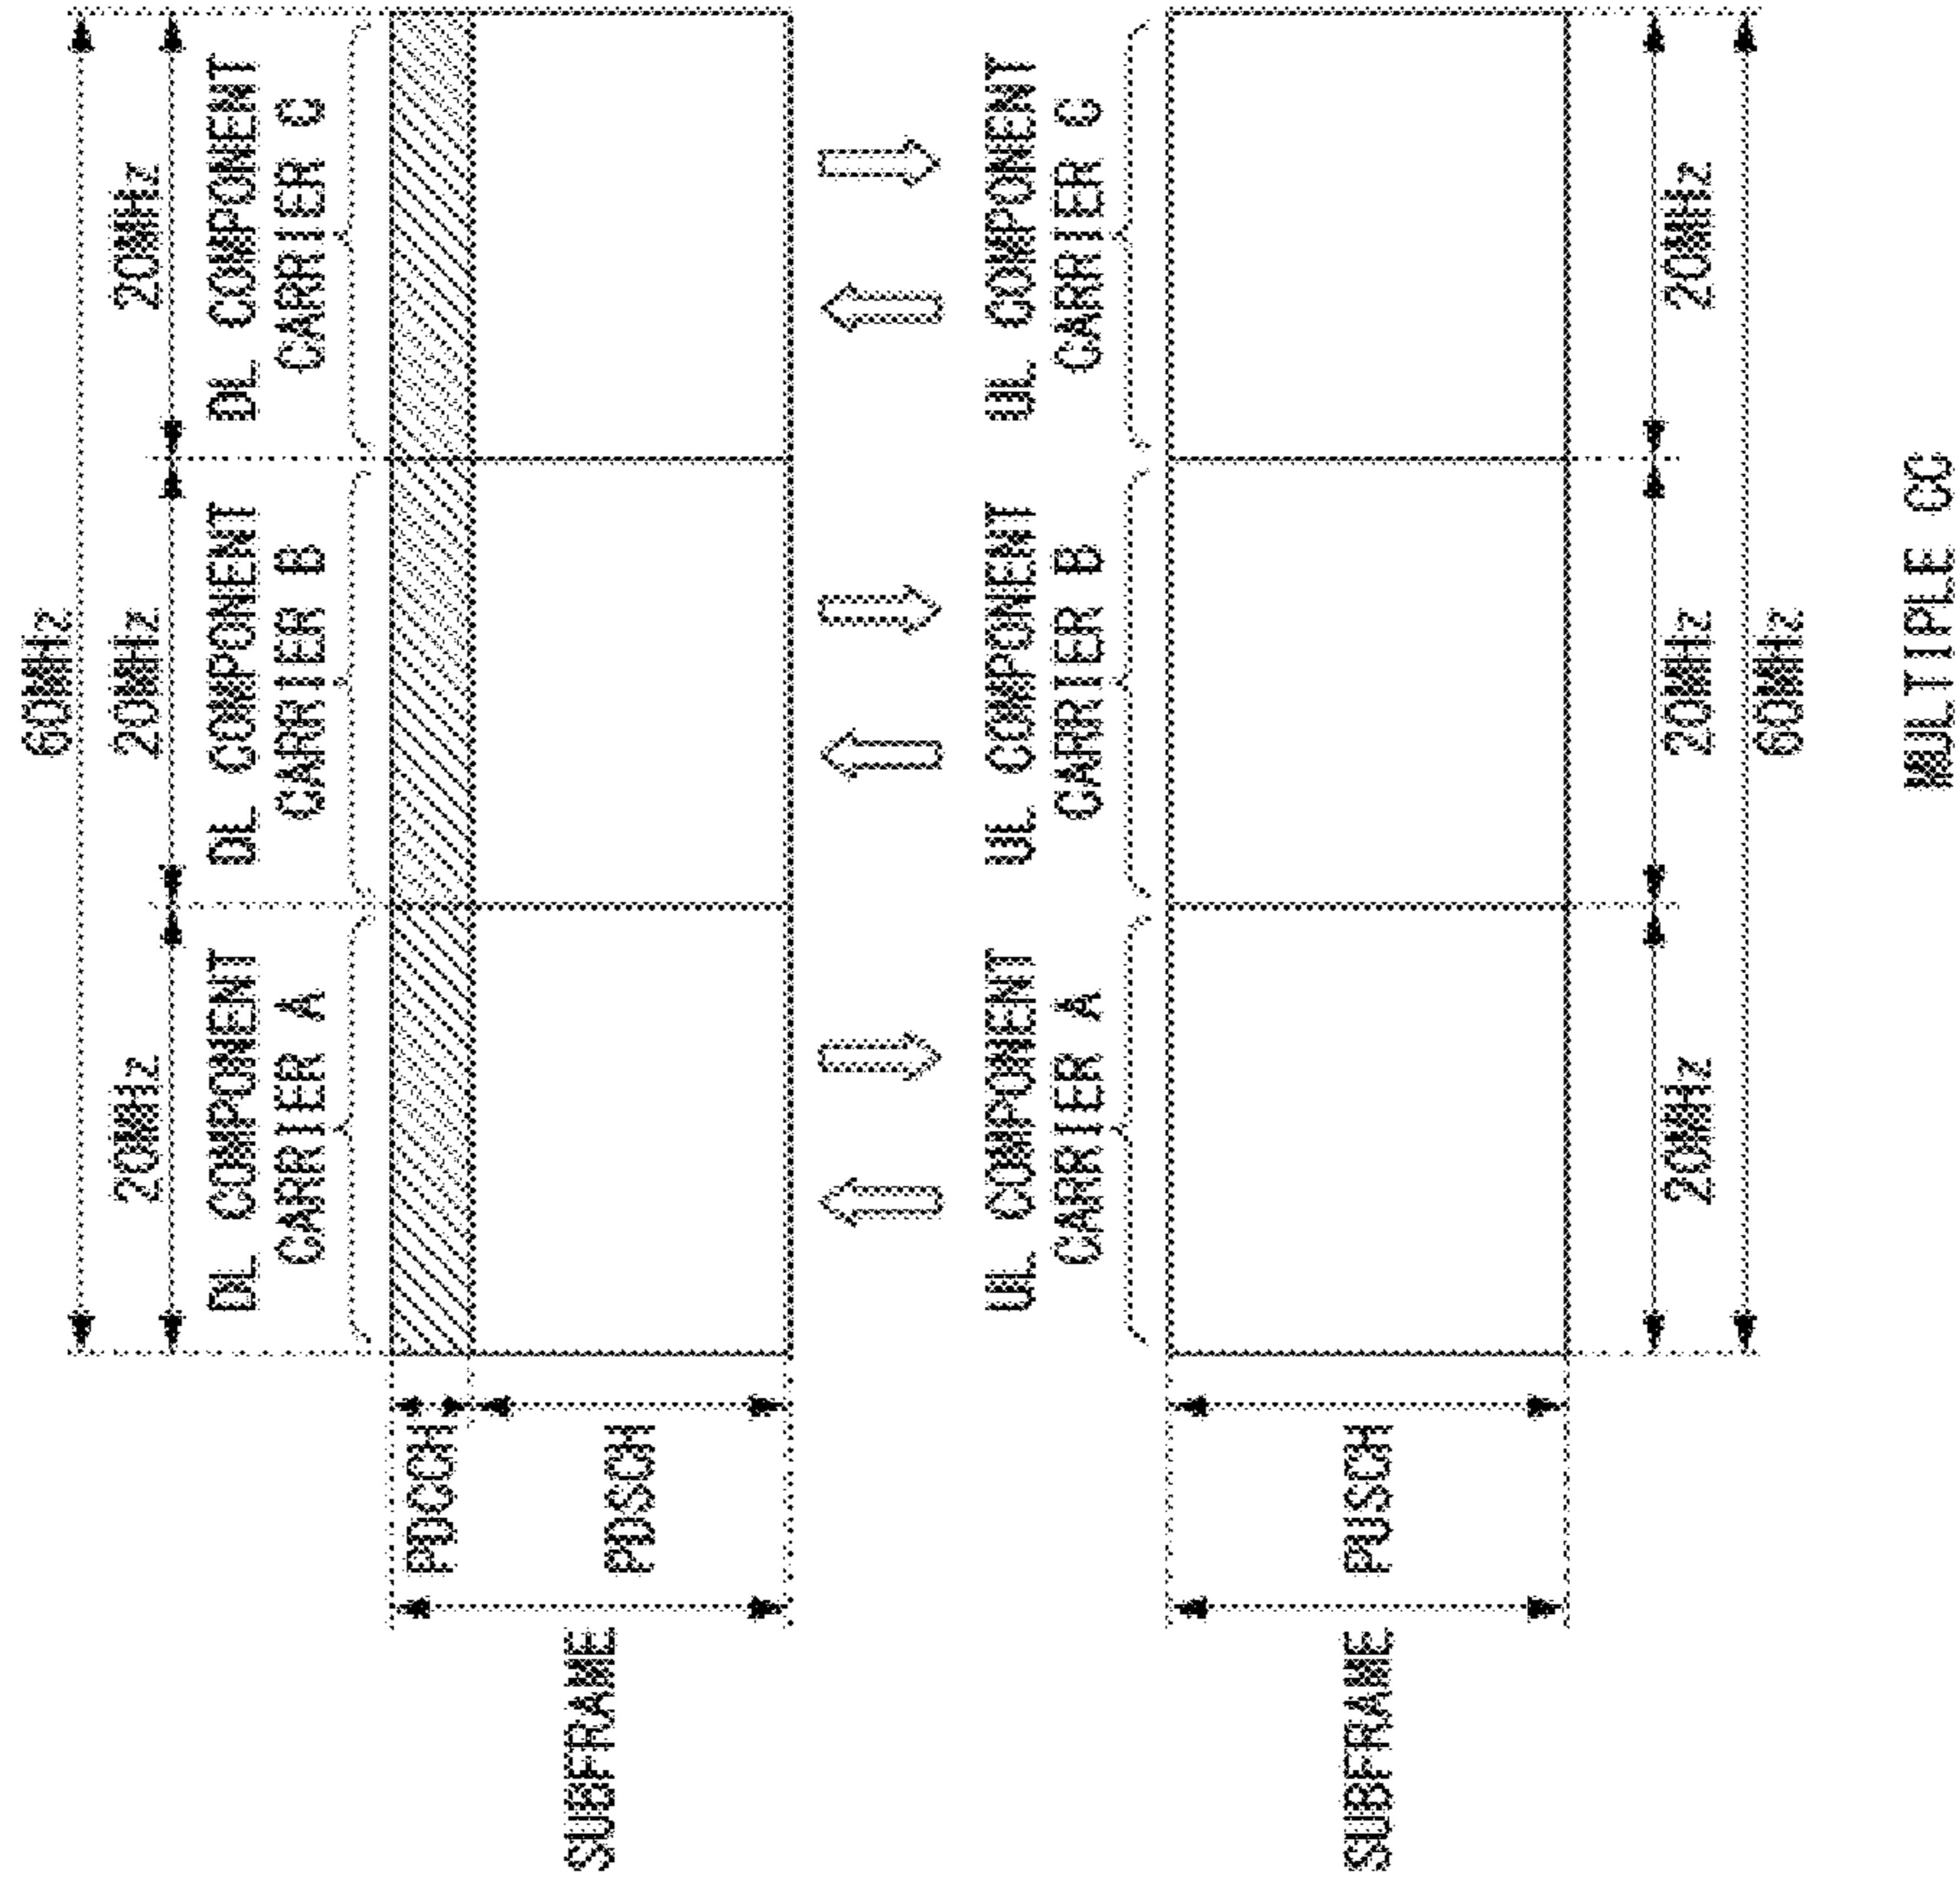 60MHz
20MHz
20MHz
20MHz
DL COMPONENT
CARRIER A
DL COMPONENT
CARRIER B
DL COMPONENT
CARRIER C
PDCCH
SUBFRAME
PDSCH
UL COMPONENT
CARRIER A
UL COMPONENT
CARRIER B
UL COMPONENT
CARRIER C
SUBFRAME
PUSCH
20MHz
20MHz
20MHz
60MHz
MULTIPLE CC